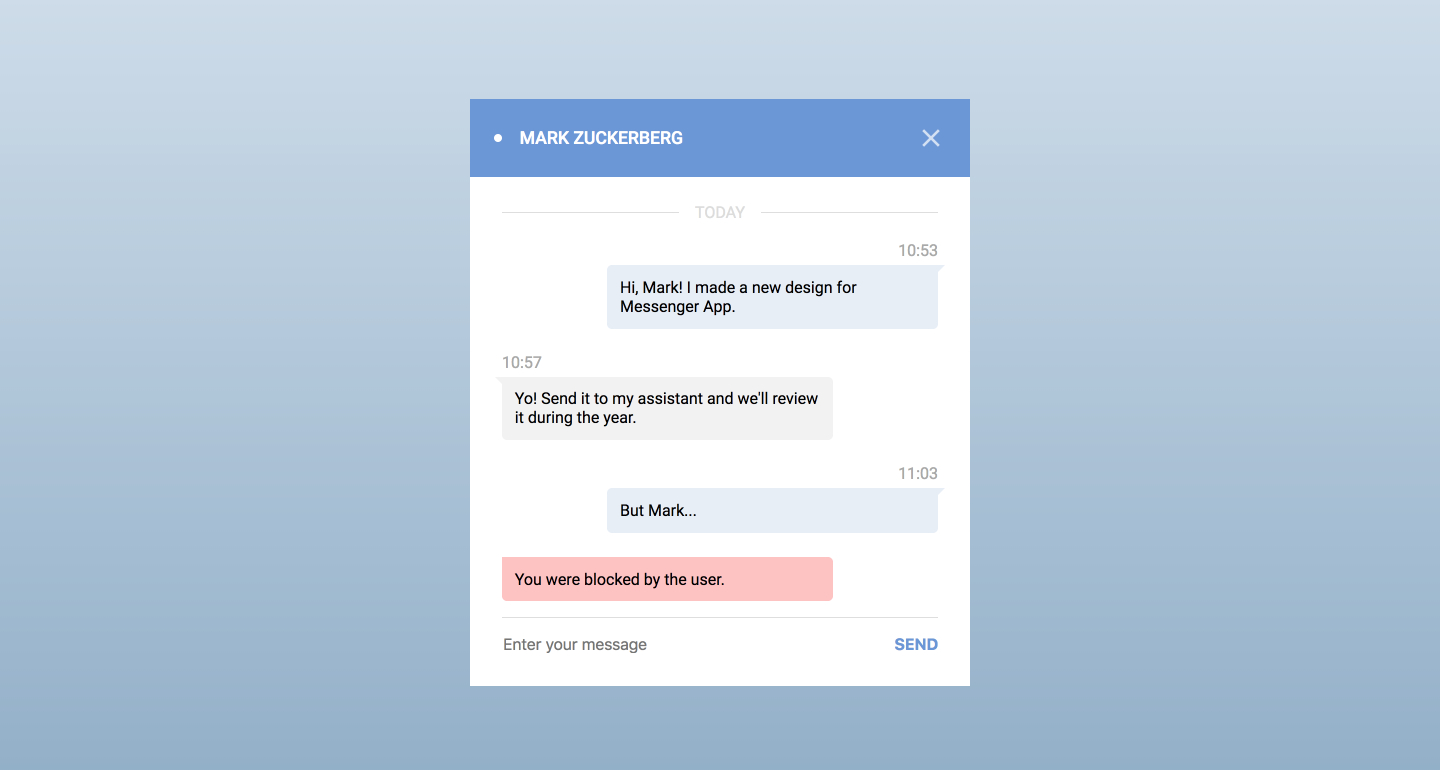 MARK ZUCKERBERG
TODAY
10:53
Hi, Mark! I made a new design for
Messenger App.
10:57
Yo! Send it to my assistant and we'll review
it during the year.
11:03
But Mark...
You were blocked by the user.
Enter your message
SEND